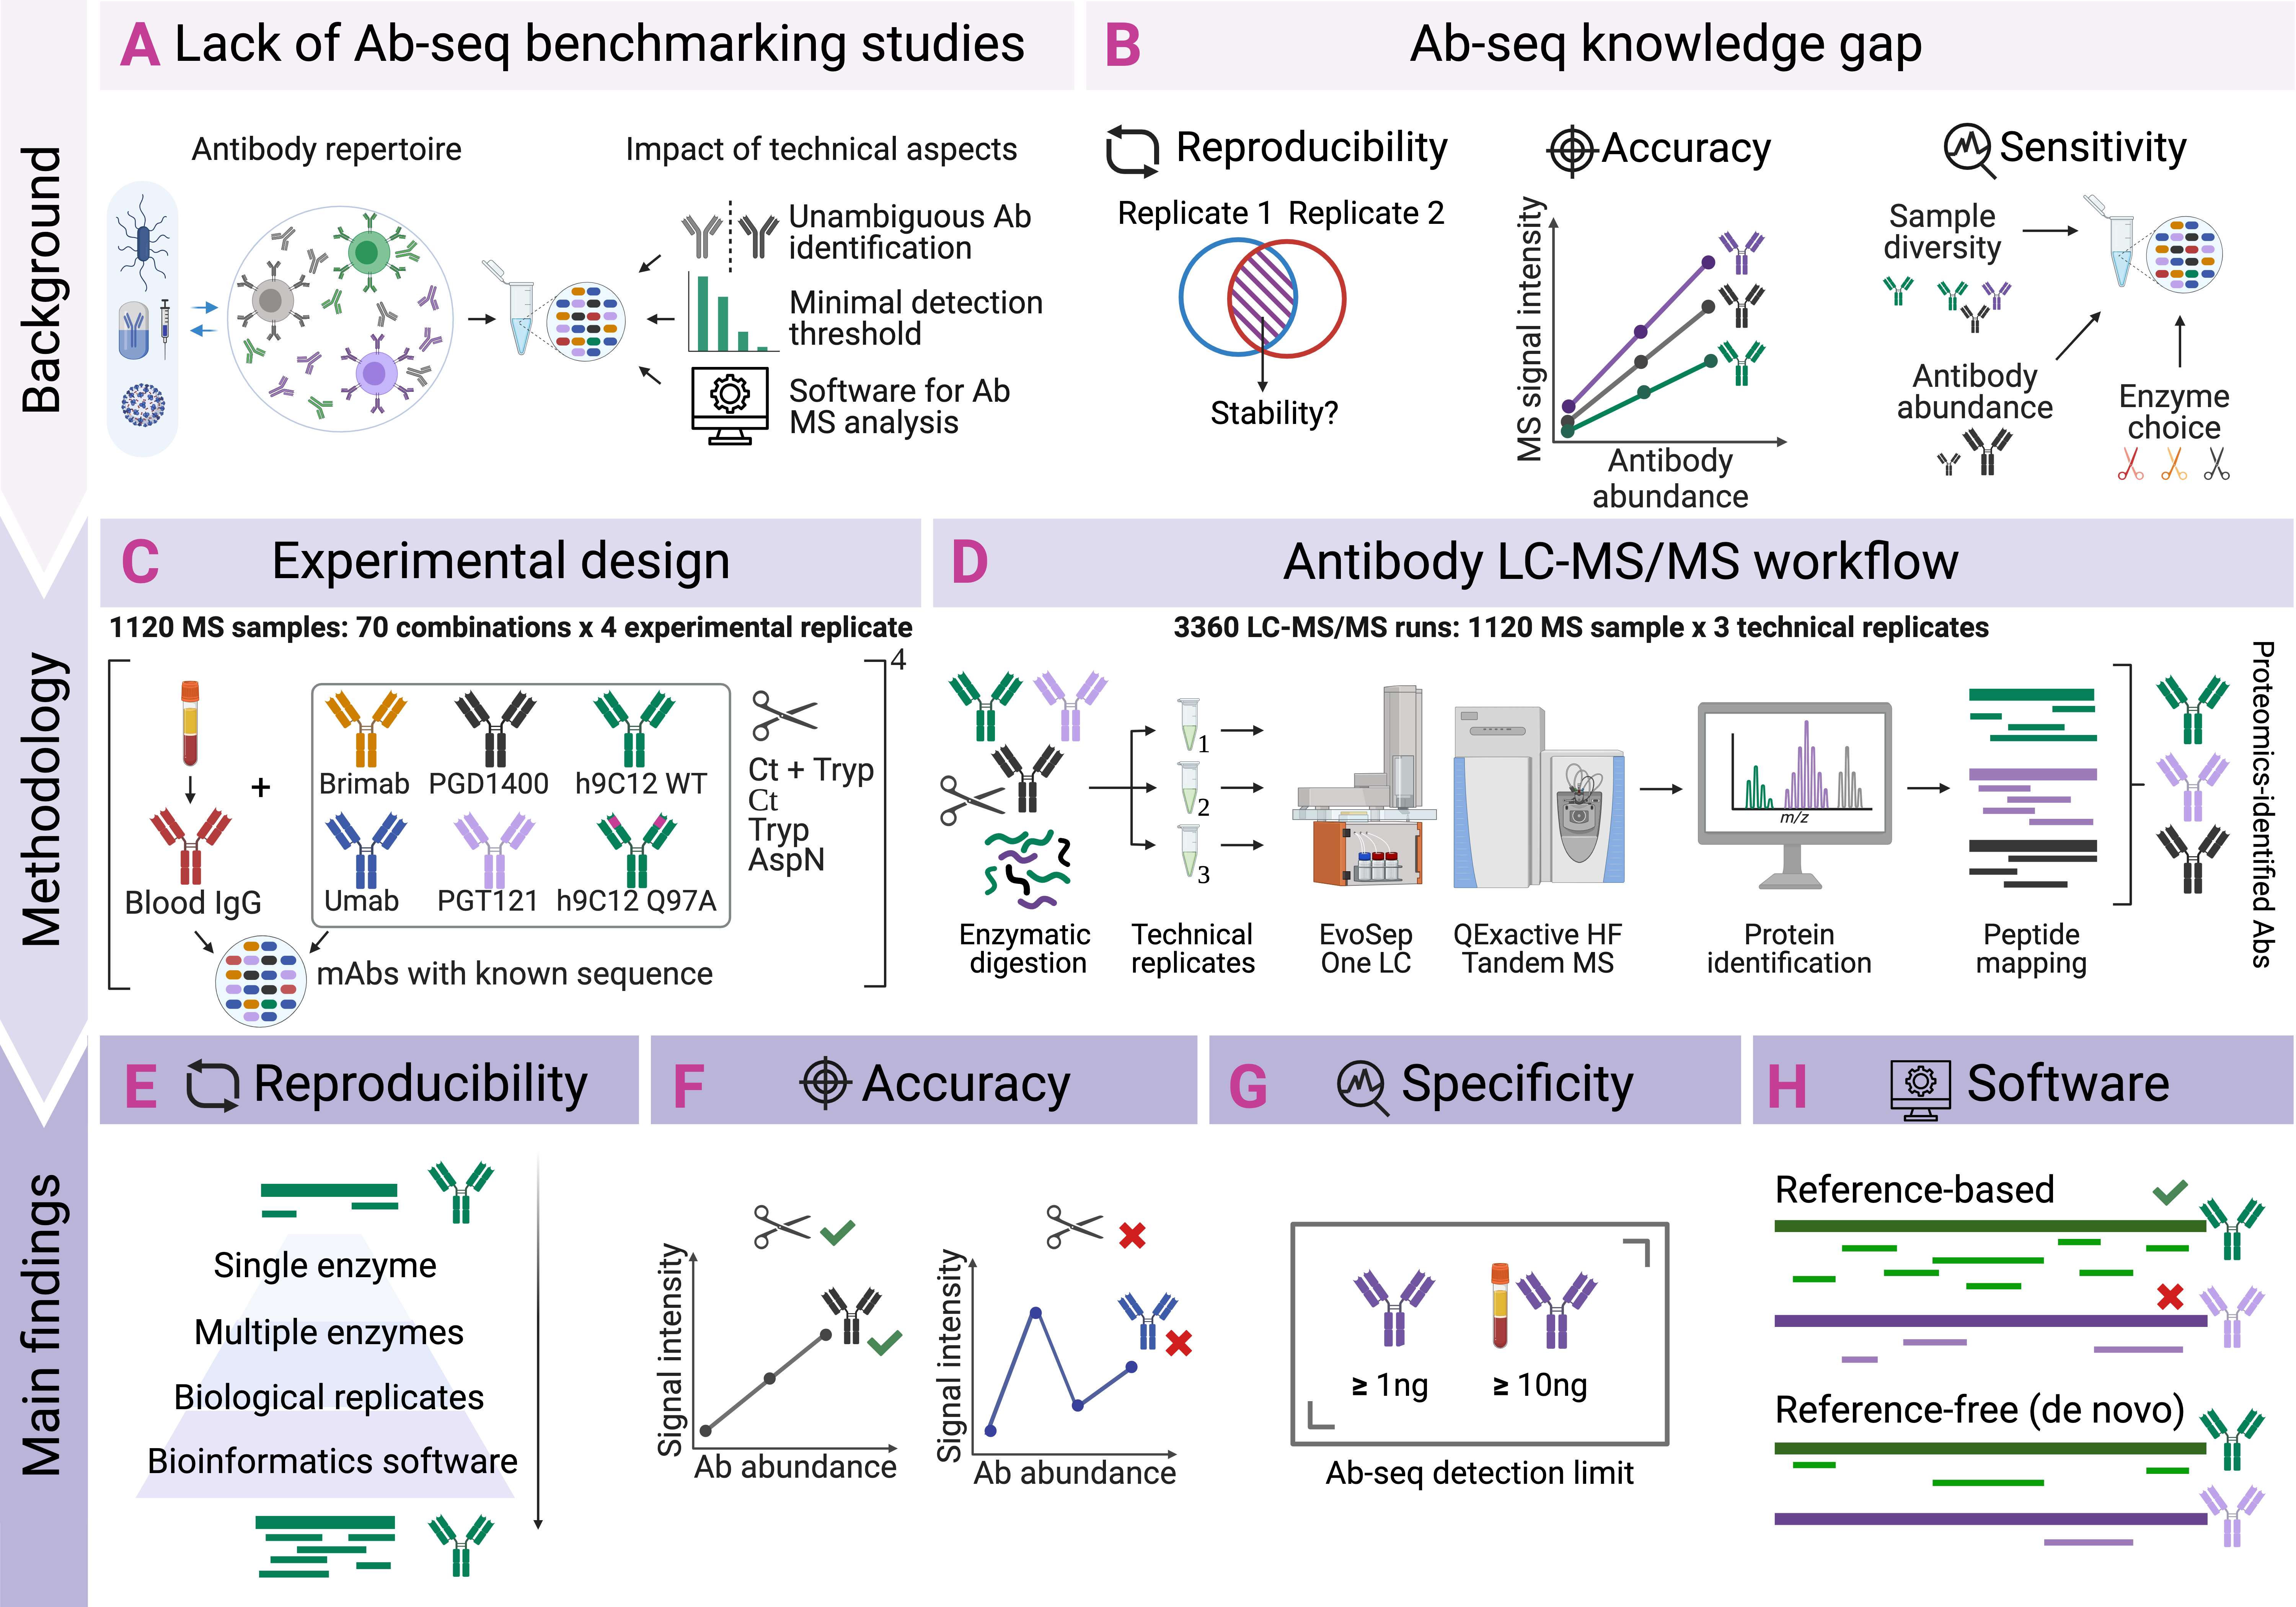 Background
A Lack of Ab-seq benchmarking studies
Antibody repertoire
Impact of technical aspects
Unambiguous Ab
identification
Minimal detection
threshold
Software for Ab
MS analysis
B Ab-seq knowledge gap
Reproducibility
Replicate 1 Replicate 2
Stability?
Accuracy
MS signal intensity
Antibody
abundance
Sensitivity
Sample
diversity
Antibody
abundance
Enzyme
choice
Methodology
C Experimental design
1120 MS samples: 70 combinations x 4 experimental replicate
4
Blood IgG
+
Brimab PGD1400 h9C12 WT
Umab PGT121 h9C12 Q97A
Ct + Tryp
Ct
Tryp
AspN
mAbs with known sequence
D Antibody LC-MS/MS workflow
3360 LC-MS/MS runs: 1120 MS sample x 3 technical replicates
1
2
3
m/z
Enzymatic
digestion
Technical
replicates
EvoSep
One LC
QExactive HF
Tandem MS
Protein
identification
Peptide
mapping
Proteomics-identified Abs
Main findings
E Reproducibility
Single enzyme
Multiple enzymes
Biological replicates
Bioinformatics software
F Accuracy
Signal intensity
Ab abundance
Signal intensity
Ab abundance
G Specificity
≥ 1ng
≥ 10ng
Ab-seq detection limit
H Software
Reference-based
Reference-free (de novo)